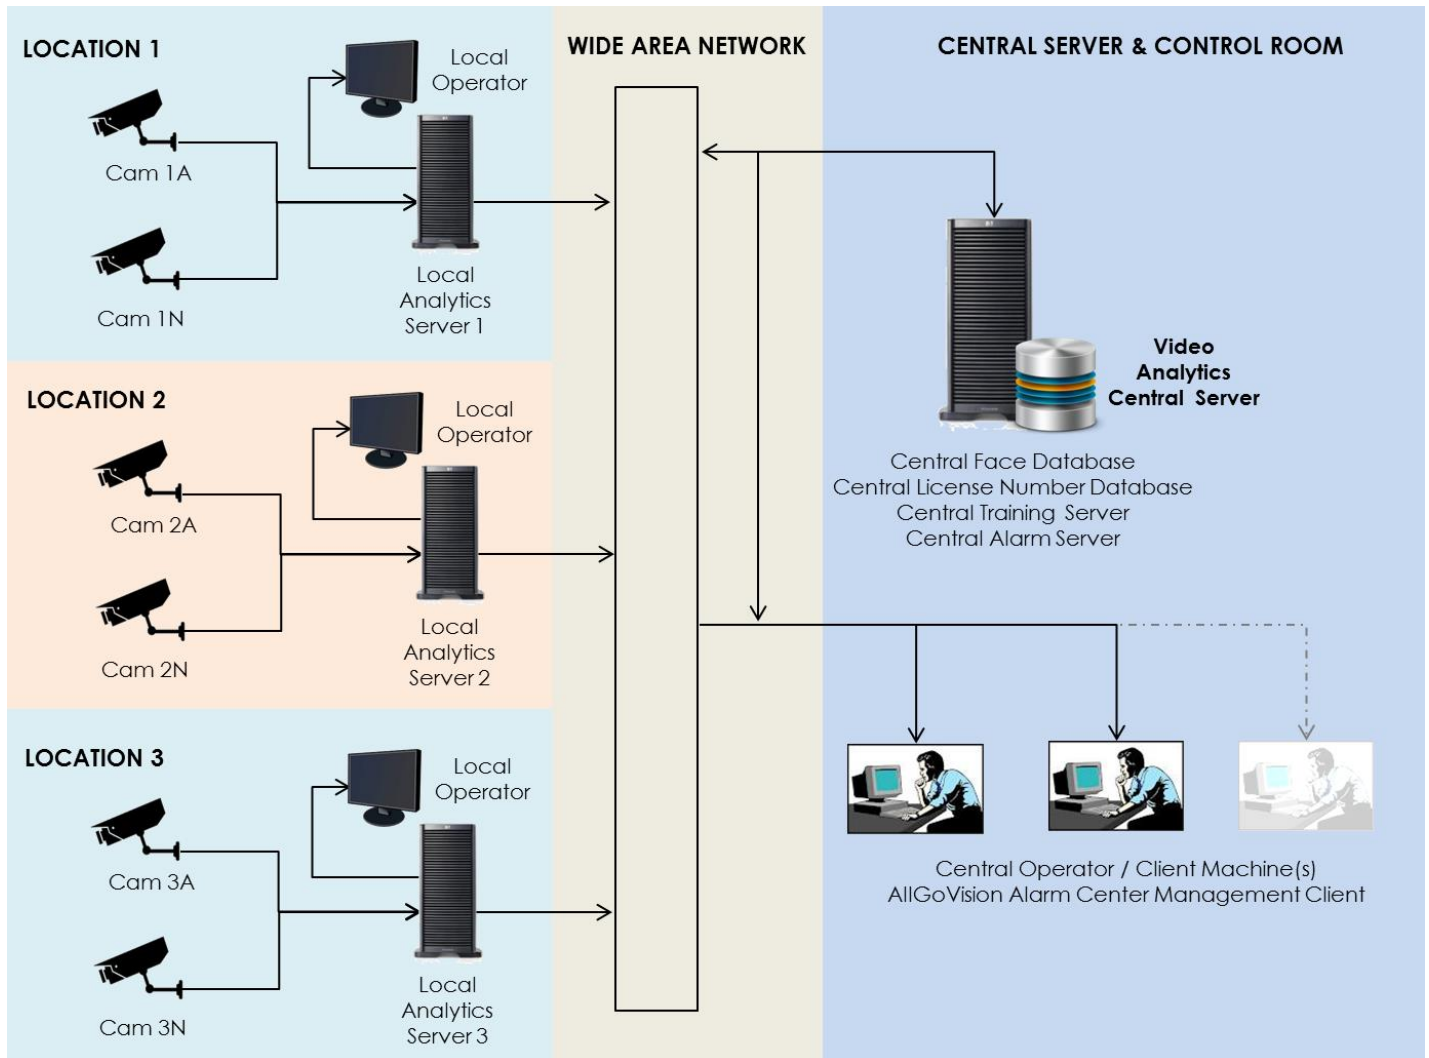 LOCATION 1
Local
Operator
Cam 1A
Cam 1N
Local
Analytics
Server 1
LOCATION 2
Local
Operator
Cam 2A
Cam 2N
Local
Analytics
Server 2
LOCATION 3
Local
Operator
Cam 3A
Cam 3N
Local
Analytics
Server 3
WIDE AREA NETWORK
CENTRAL SERVER & CONTROL ROOM
Video
Analytics
Central Server
Central Face Database
Central License Number Database
Central Training Server
Central Alarm Server
Central Operator / Client Machine(s)
AllGoVision Alarm Center Management Client